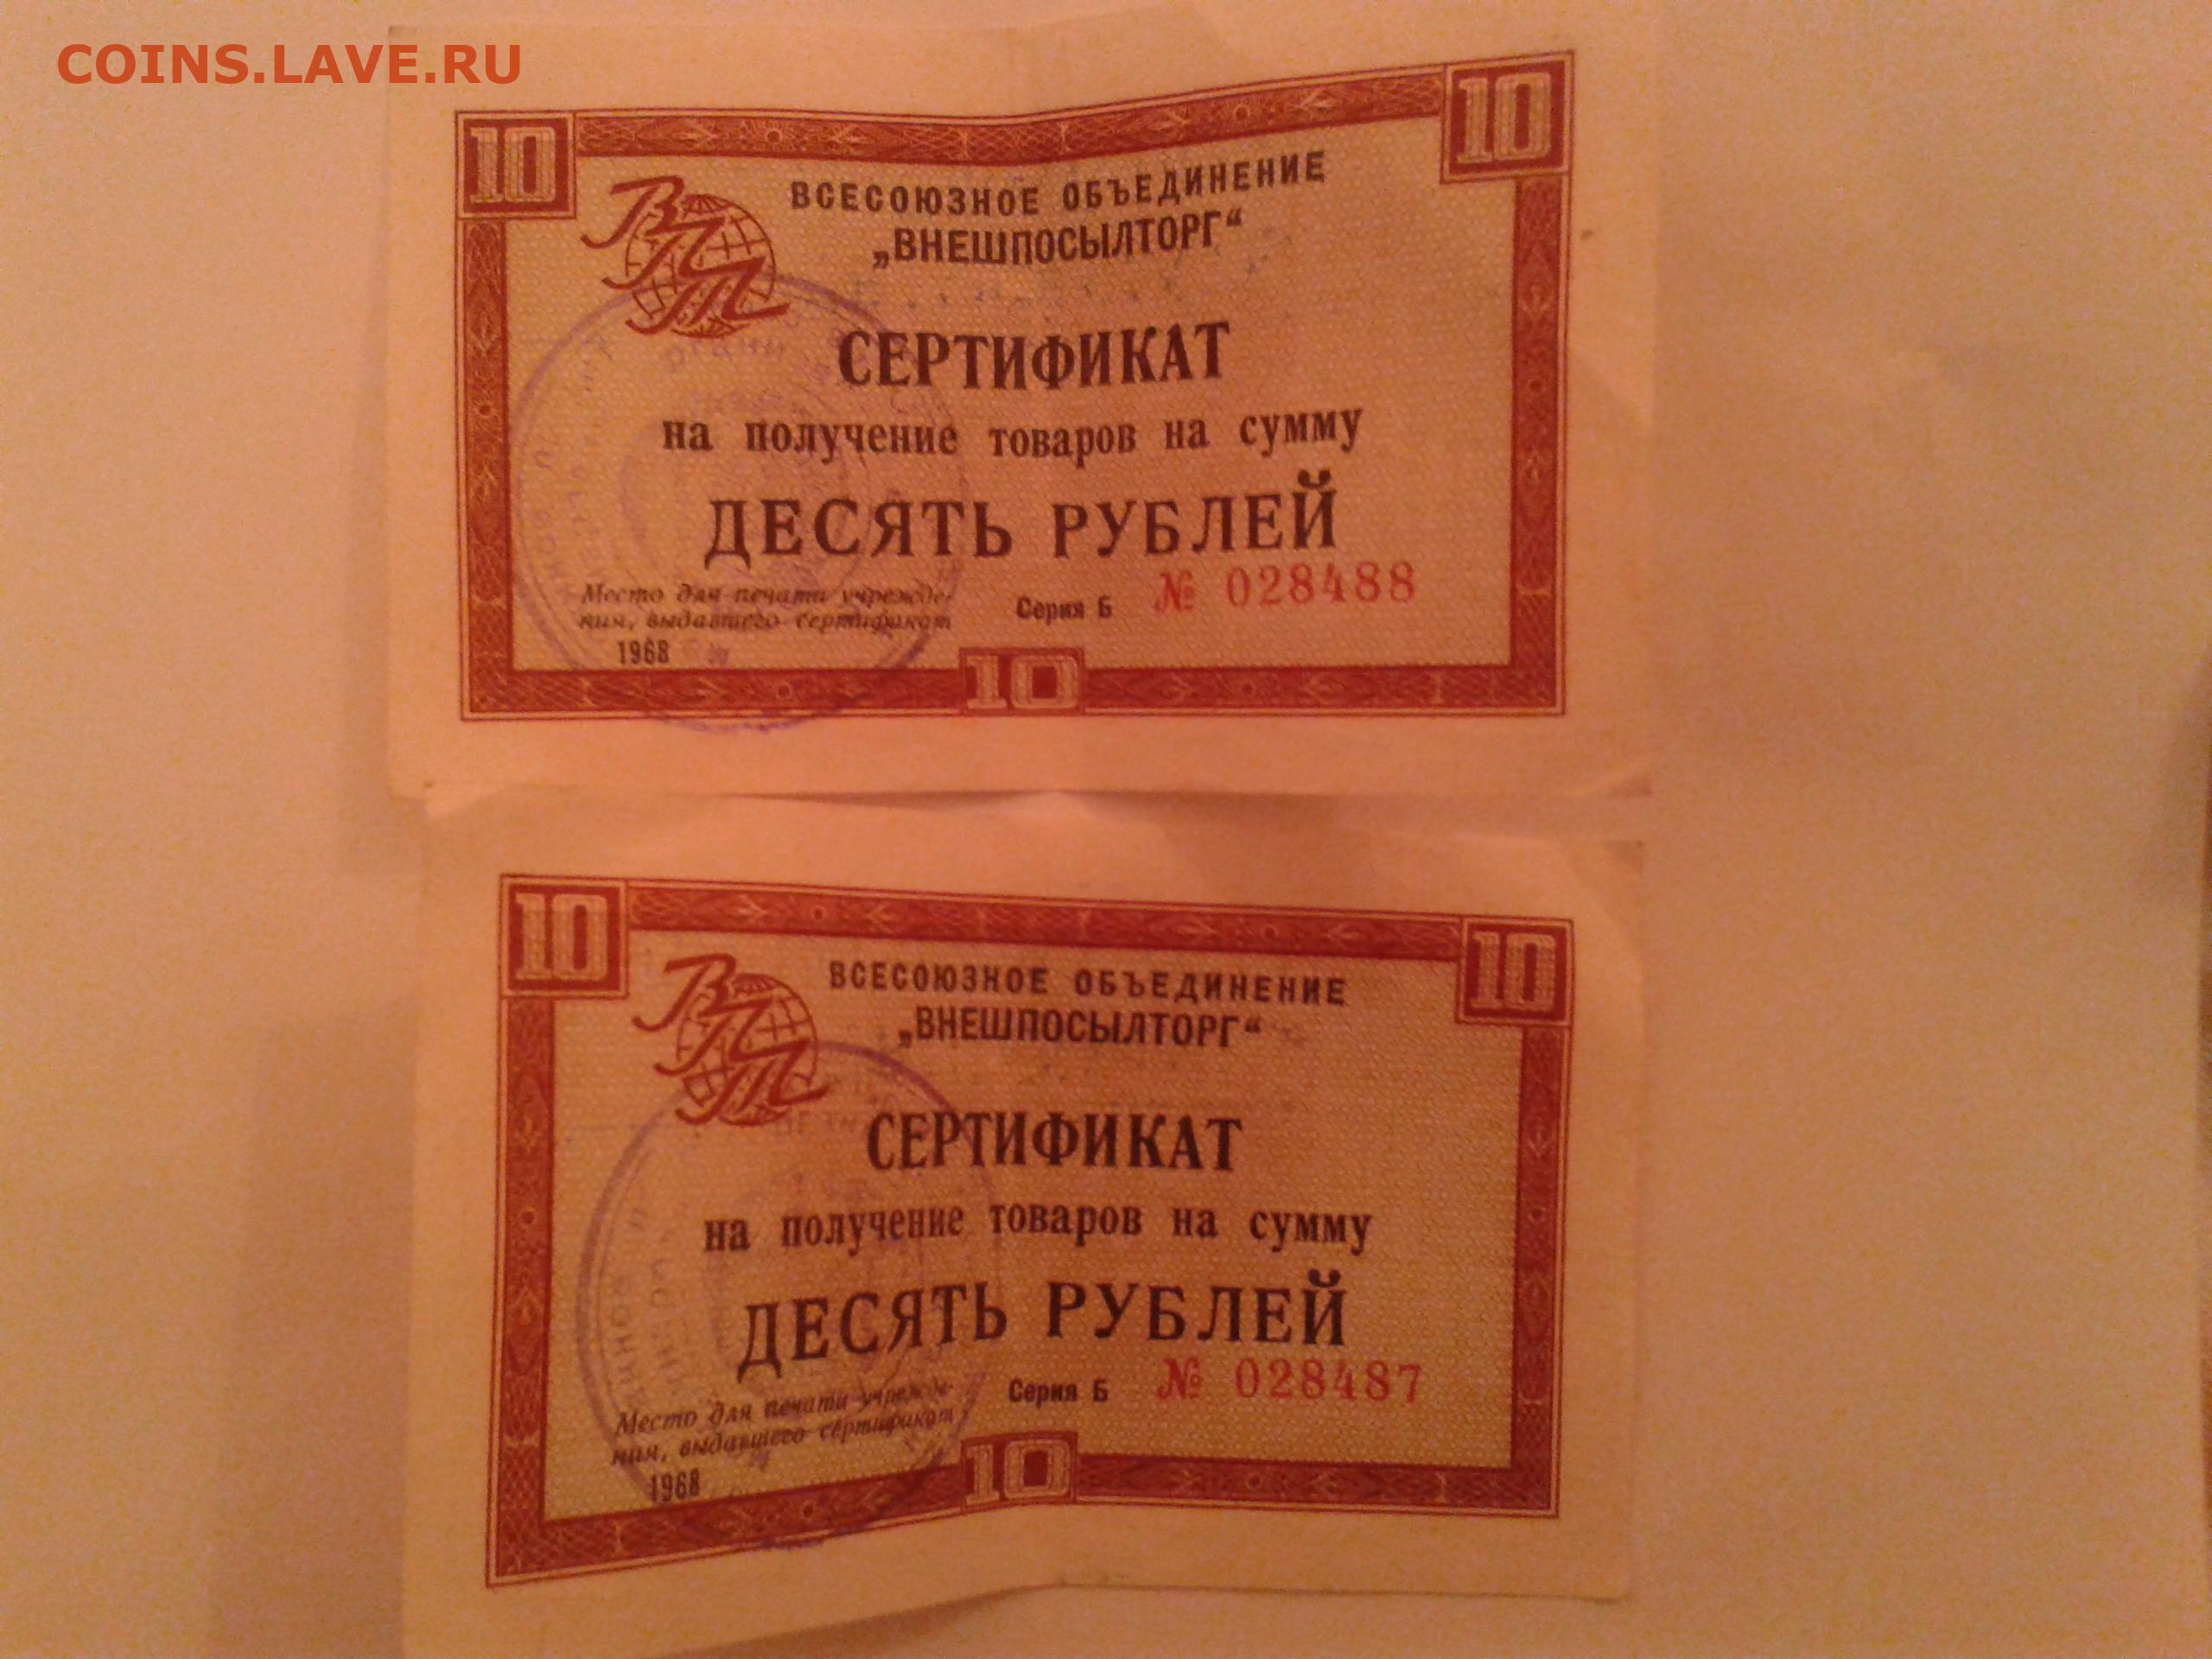 COINS.LAVE.RU
10 10
ВПТ
ВСЕСОЮЗНОЕ ОБЪЕДИНЕНИЕ
„ВНЕШПОСЫЛТОРГ“
СЕРТИФИКАТ
на получение товаров на сумму
ДЕСЯТЬ РУБЛЕЙ
Место для печати учрежде-
ния, выдавшего сертификат
Серия Б № 028488
1968
10
10 10
ВПТ
ВСЕСОЮЗНОЕ ОБЪЕДИНЕНИЕ
„ВНЕШПОСЫЛТОРГ“
СЕРТИФИКАТ
на получение товаров на сумму
ДЕСЯТЬ РУБЛЕЙ
Место для печати учрежде-
ния, выдавшего сертификат
Серия Б № 028487
1968
10